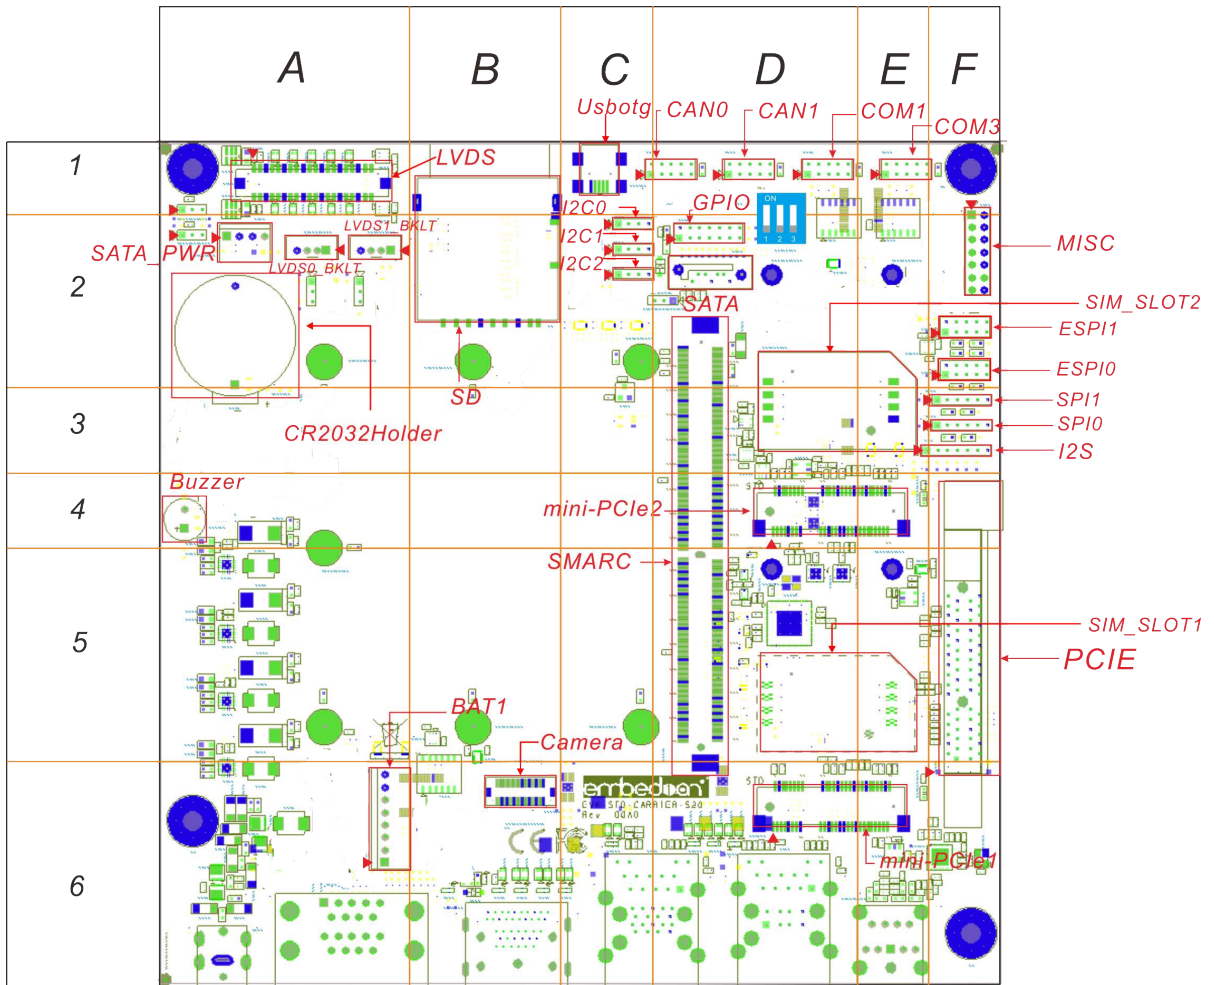 A B C D E F
Usbotg CAN0 CAN1 COM1
COM3
1
LVDS
ON
I2C0 GPIO
LVDS1_BKLT
1 2 3
SATA_PWR I2C1 MISC
LVDS0_BKLT I2C2
2
SATA SIM_SLOT2
ESPI1
ESPI0
SD SPI1
3
CR2032Holder SPI0
I2S
Buzzer
4 mini-PCIe2
SMARC
SIM_SLOT1
5
PCIE
BAT1
Camera
embedian
EVK-STD-CARRIER-S20
Rev 00A0
mini-PCIe1
6